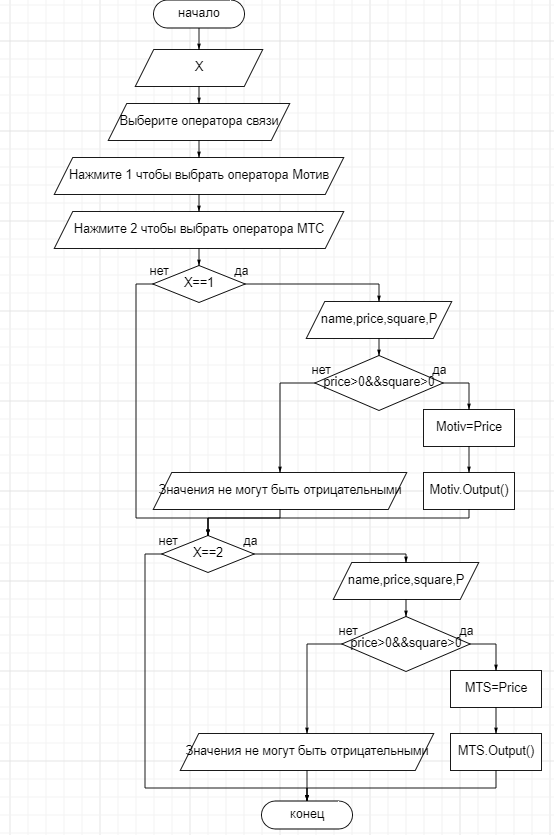 начало
X
Выберите оператора связи
Нажмите 1 чтобы выбрать оператора Мотив
Нажмите 2 чтобы выбрать оператора МТС
нет
да
X==1
name,price,square,P
нет
да
price>0&&square>0
Motiv=Price
Значения не могут быть отрицательными
Motiv.Output()
нет
да
X==2
name,price,square,P
нет
да
price>0&&square>0
MTS=Price
Значения не могут быть отрицательными
MTS.Output()
конец